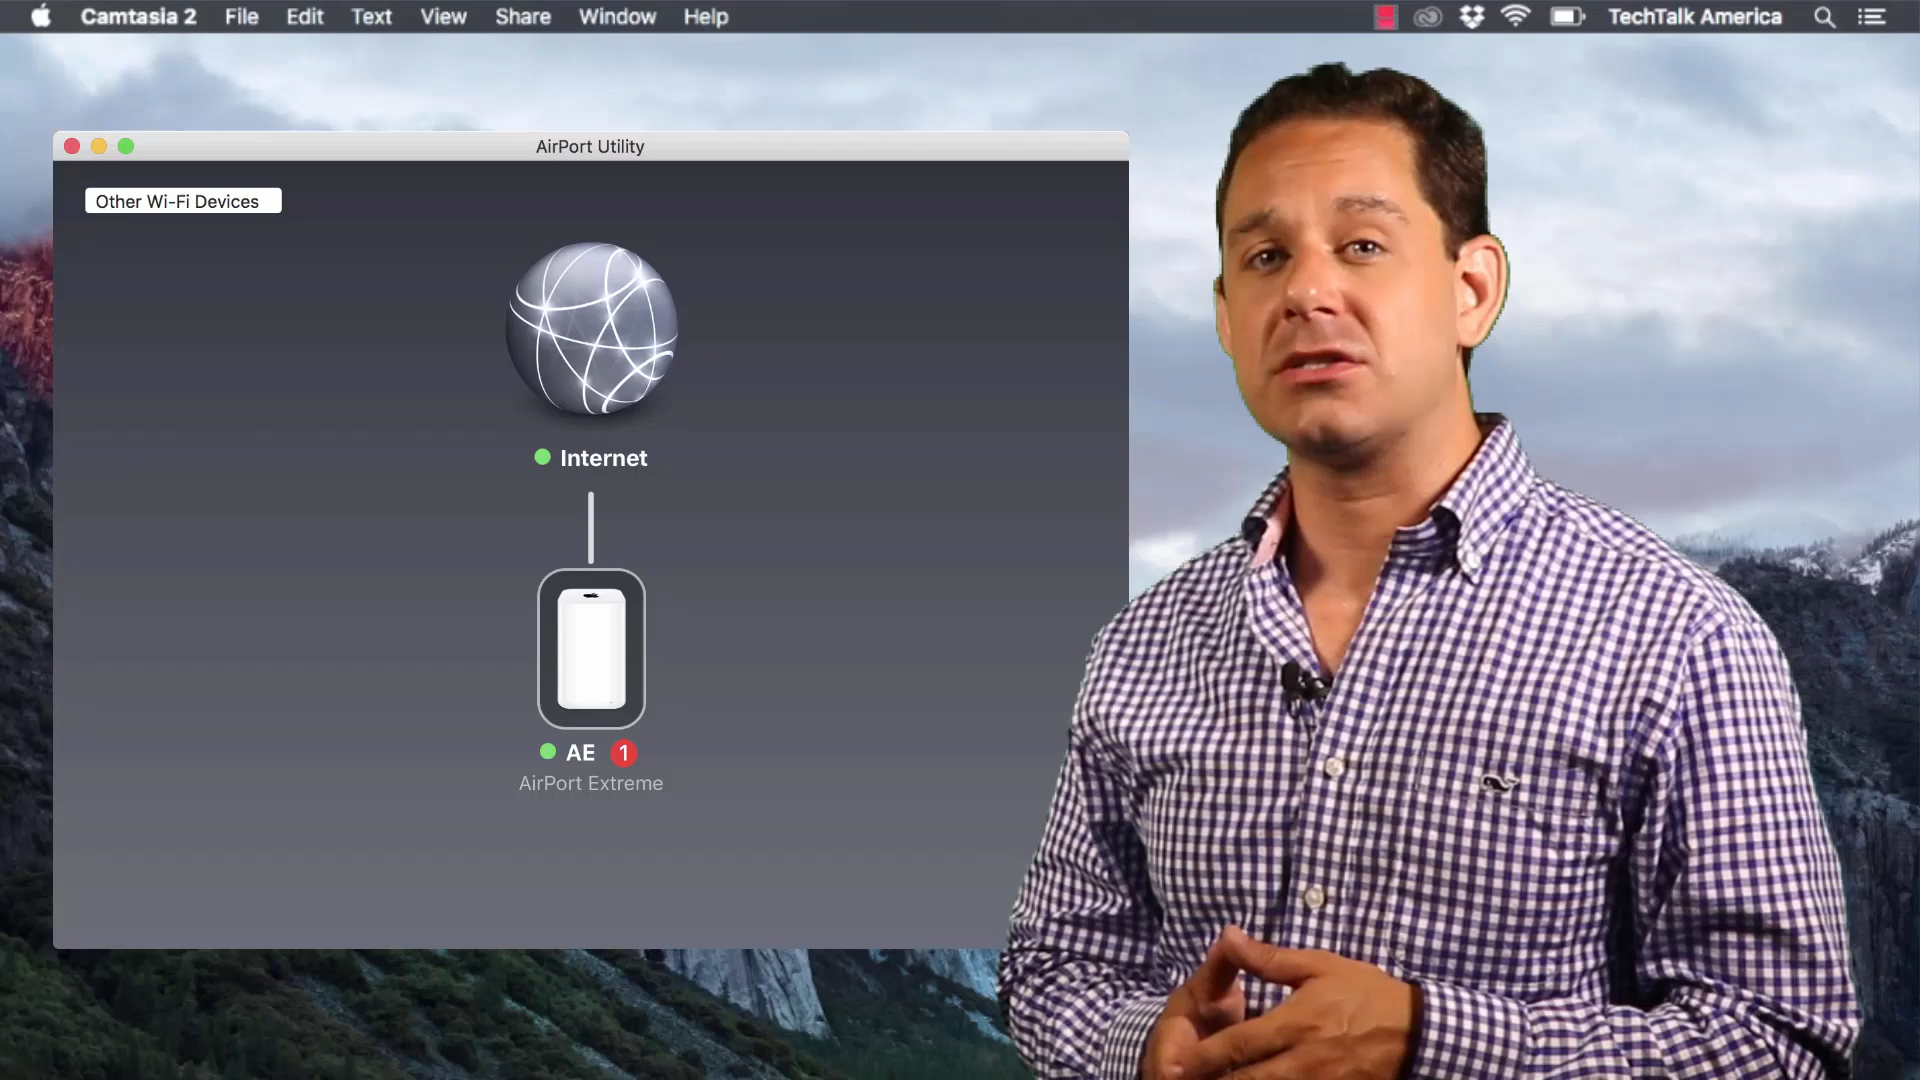 Camtasia 2 File Edit Text View Share Window Help TechTalk America
AirPort Utility
Other Wi-Fi Devices
Internet
AE 1
AirPort Extreme